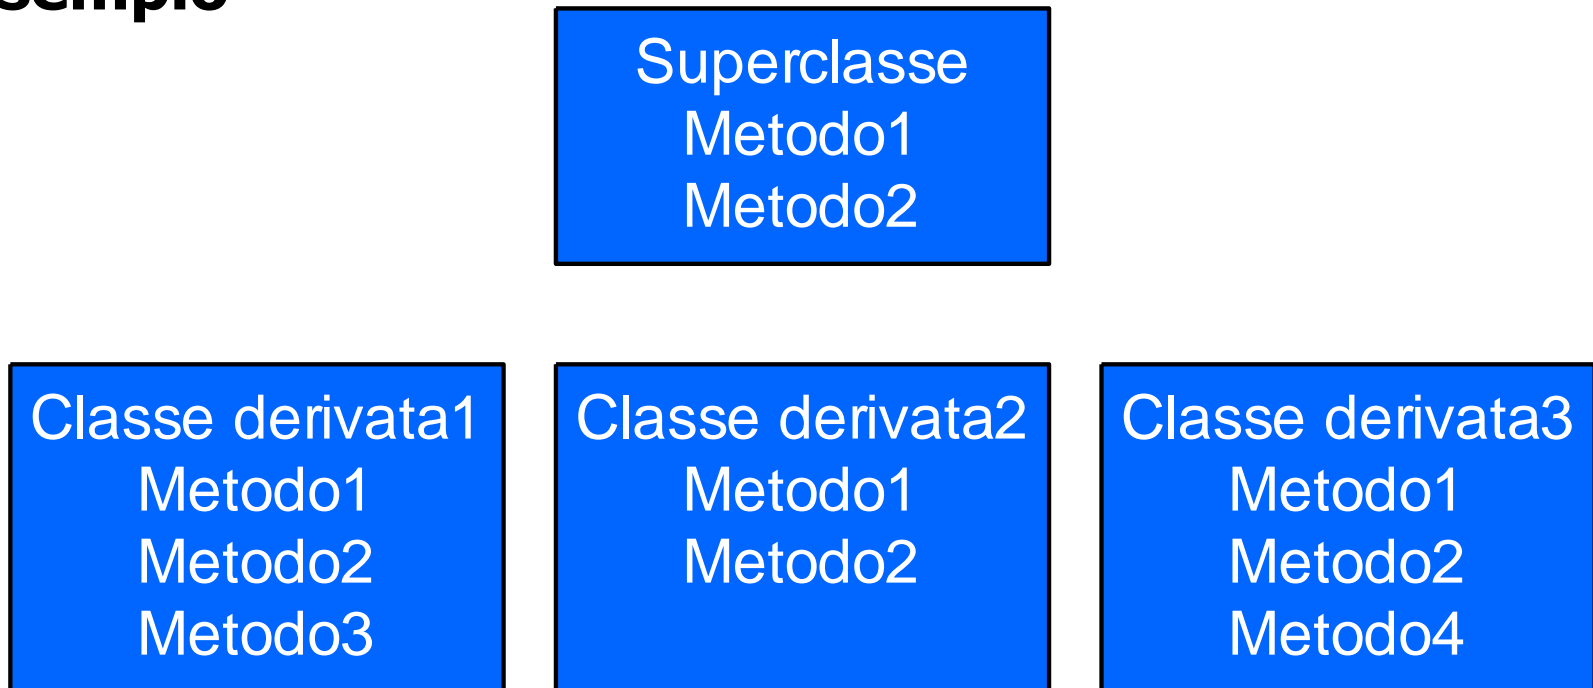 Superclasse
Metodo1
Metodo2
Classe derivata1
Metodo1
Metodo2
Metodo3
Classe derivata2
Metodo1
Metodo2
Classe derivata3
Metodo1
Metodo2
Metodo4